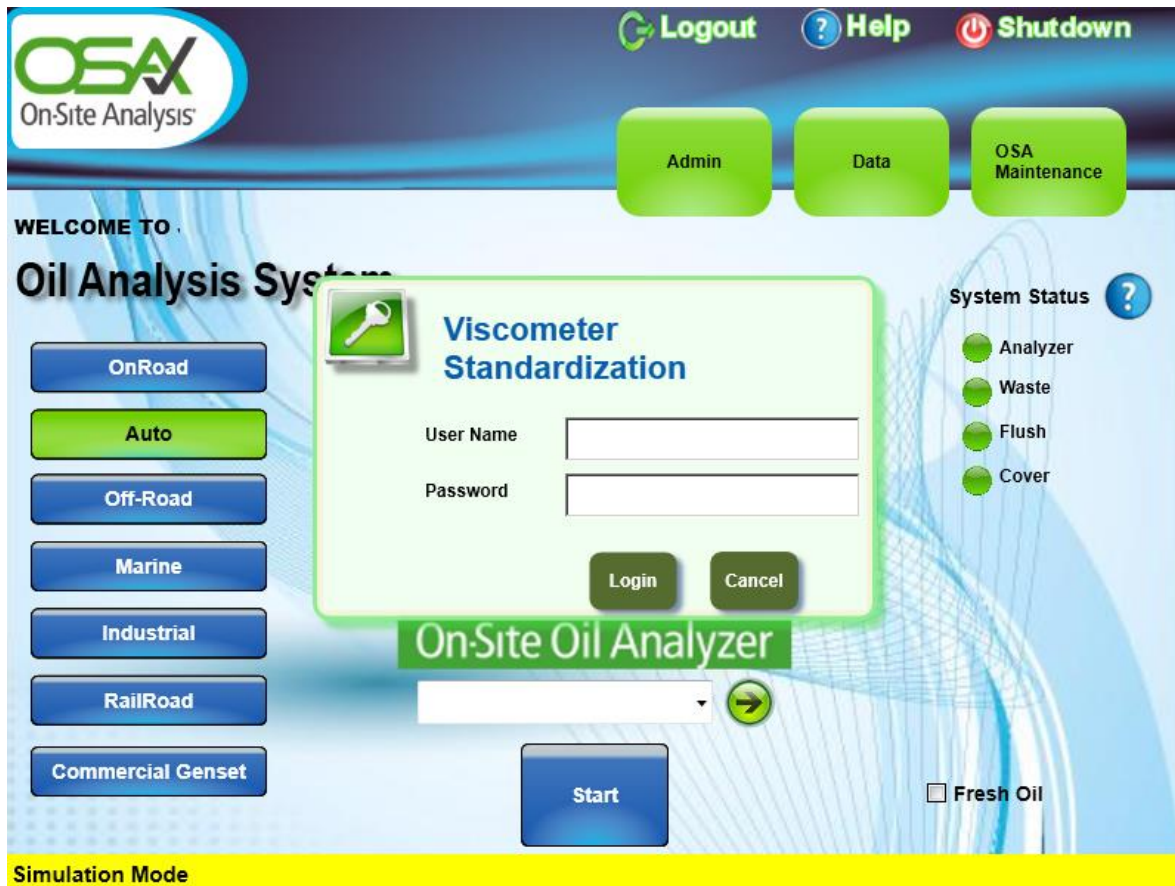 Logout
Help
Shutdown
OSA
On-Site Analysis
Admin
Data
OSA
Maintenance
WELCOME TO
Oil Analysis System
System Status
?
Analyzer
Waste
Flush
Cover
OnRoad
Auto
Off-Road
Marine
Industrial
RailRoad
Commercial Genset
Viscometer
Standardization
User Name
Password
Login
Cancel
On-Site Oil Analyzer
Start
Fresh Oil
Simulation Mode